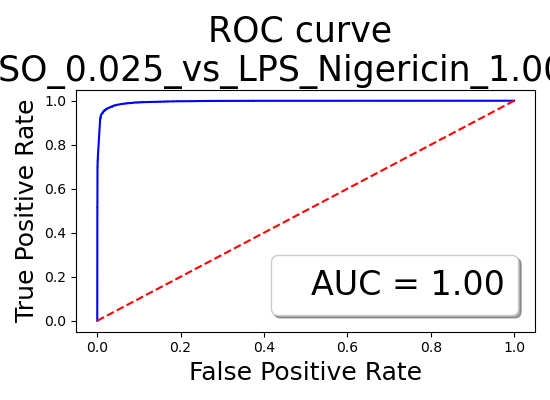 ROC curve
SO_0.025_vs_LPS_Nigericin_1.00
1.0
0.8
0.6
0.4
0.2
0.0
True Positive Rate
AUC = 1.00
0.0 0.2 0.4 0.6 0.8 1.0
False Positive Rate